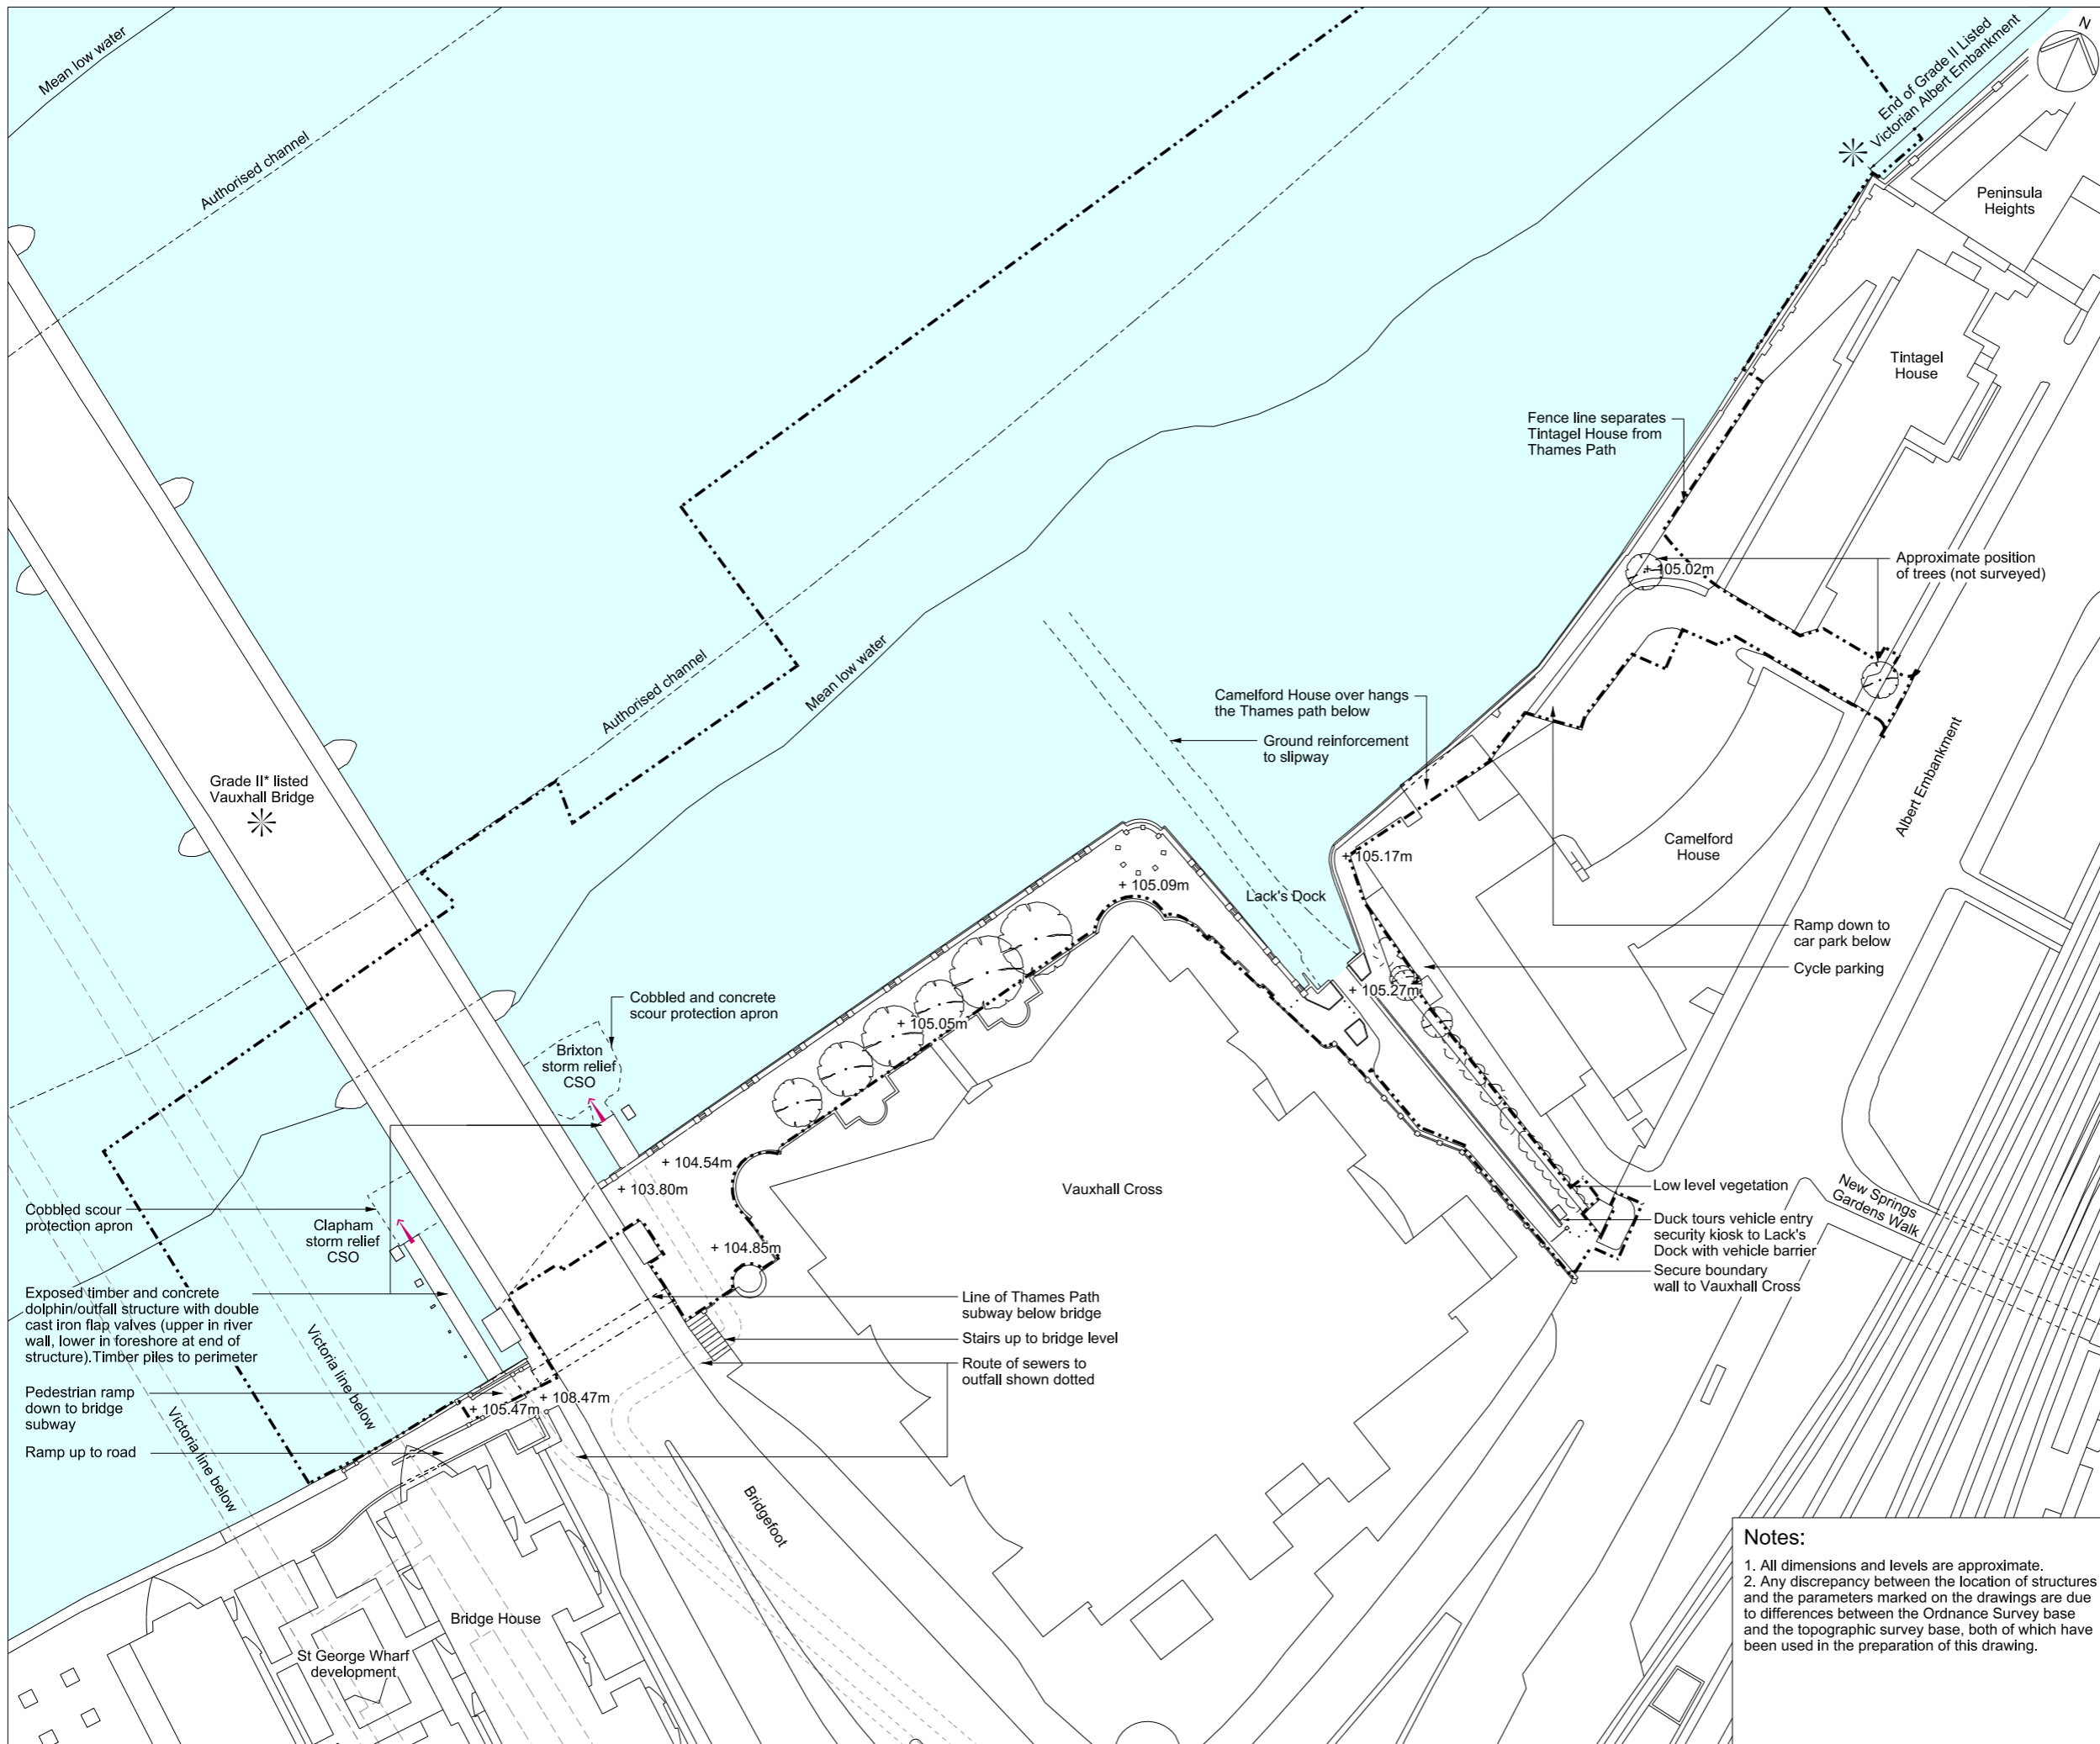 Mean low water
Authorised channel
End of Grade II Listed
Victorian Albert Embankment
N
Peninsula
Heights
Tintagel
House
Fence line separates
Tintagel House from
Thames Path
+ 105.02m
Approximate position
of trees (not surveyed)
Authorised channel
Mean low water
Camelford House over hangs
the Thames path below
Ground reinforcement
to slipway
Albert Embankment
Grade II* listed
Vauxhall Bridge
Camelford
House
+ 105.17m
+ 105.09m
Lack's Dock
Ramp down to
car park below
Cycle parking
+ 105.27m
Cobbled and concrete
scour protection apron
+ 105.05m
Brixton
storm relief
CSO
+ 104.54m
+ 103.80m
Vauxhall Cross
Low level vegetation
New Springs
Gardens Walk
Duck tours vehicle entry
security kiosk to Lack's
Dock with vehicle barrier
Secure boundary
wall to Vauxhall Cross
Cobbled scour
protection apron
Clapham
storm relief
CSO
+ 104.85m
Exposed timber and concrete
dolphin/outfall structure with double
cast iron flap valves (upper in river
wall, lower in foreshore at end of
structure).Timber piles to perimeter
Line of Thames Path
subway below bridge
Stairs up to bridge level
Route of sewers to
outfall shown dotted
Victoria line below
Victoria line below
Pedestrian ramp
down to bridge
subway
+ 108.47m
+ 105.47m
Ramp up to road
Bridgefoot
Bridge House
St George Wharf
development
Notes:
1. All dimensions and levels are approximate.
2. Any discrepancy between the location of structures
and the parameters marked on the drawings are due
to differences between the Ordnance Survey base
and the topographic survey base, both of which have
been used in the preparation of this drawing.